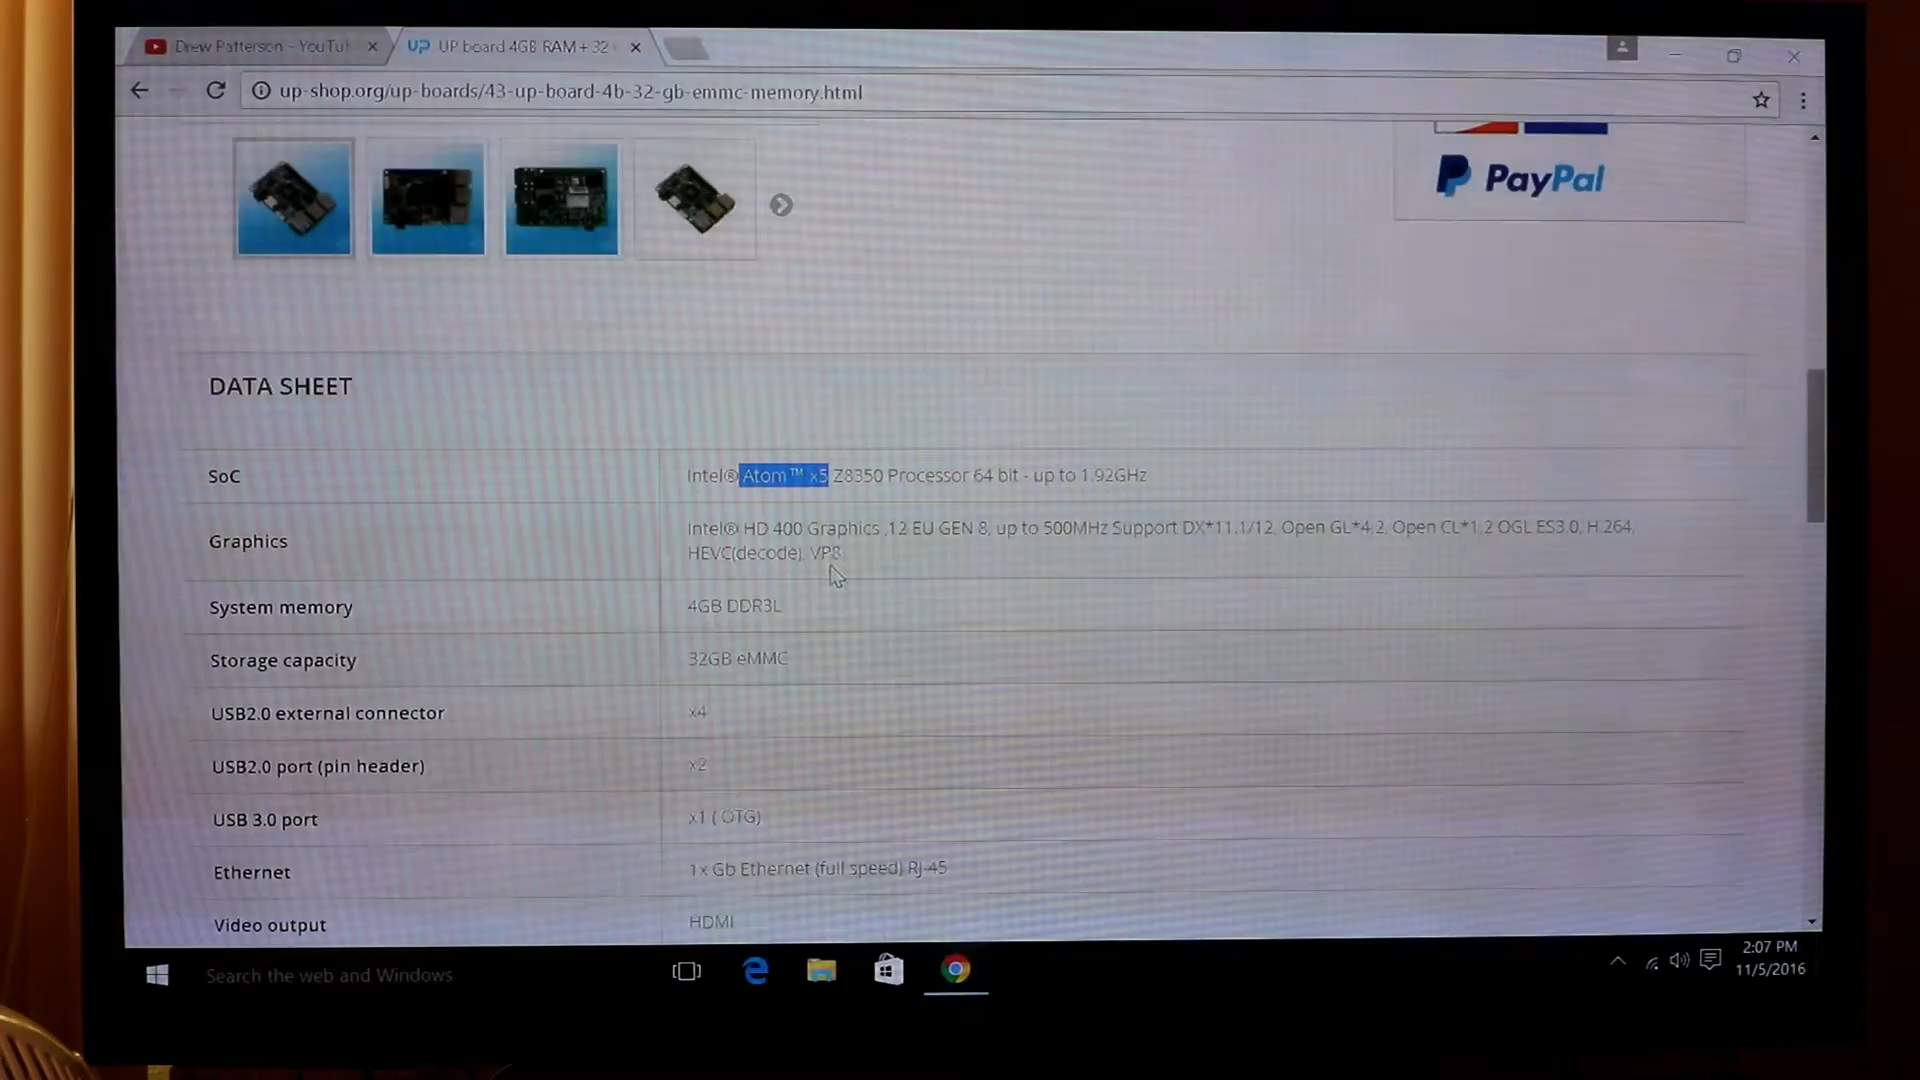 Drew Patterson - YouTu
UP UP board 4GB RAM + 32
up-shop.org/up-boards/43-up-board-4b-32-gb-emmc-memory.html
PayPal
DATA SHEET
SoC
Intel® Atom™ x5 Z8350 Processor 64 bit - up to 1.92GHz
Graphics
Intel® HD 400 Graphics ,12 EU GEN 8, up to 500MHz Support DX*11.1/12, Open GL*4.2, Open CL*1.2 OGL ES3.0, H.264,
HEVC(decode), VP8
System memory
4GB DDR3L
Storage capacity
32GB eMMC
USB2.0 external connector
x4
USB2.0 port (pin header)
x2
USB 3.0 port
x1 ( OTG)
Ethernet
1x Gb Ethernet (full speed) RJ-45
Video output
HDMI
Search the web and Windows
2:07 PM
11/5/2016